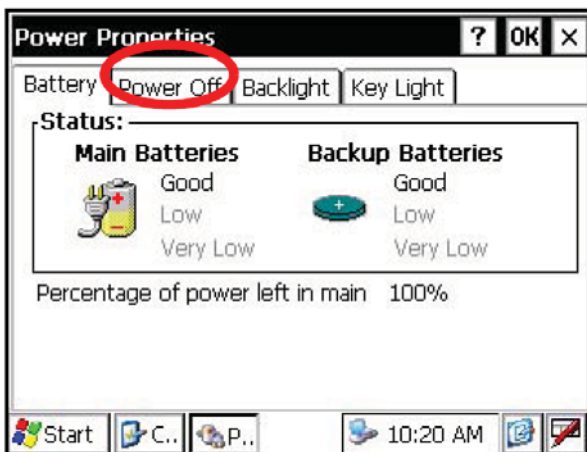 Power Properties ? OK ×
Battery Power Off Backlight Key Light
Status:
Main Batteries Backup Batteries
Good Good
Low Low
Very Low Very Low
Percentage of power left in main 100%
Start C.. P.. 10:20 AM